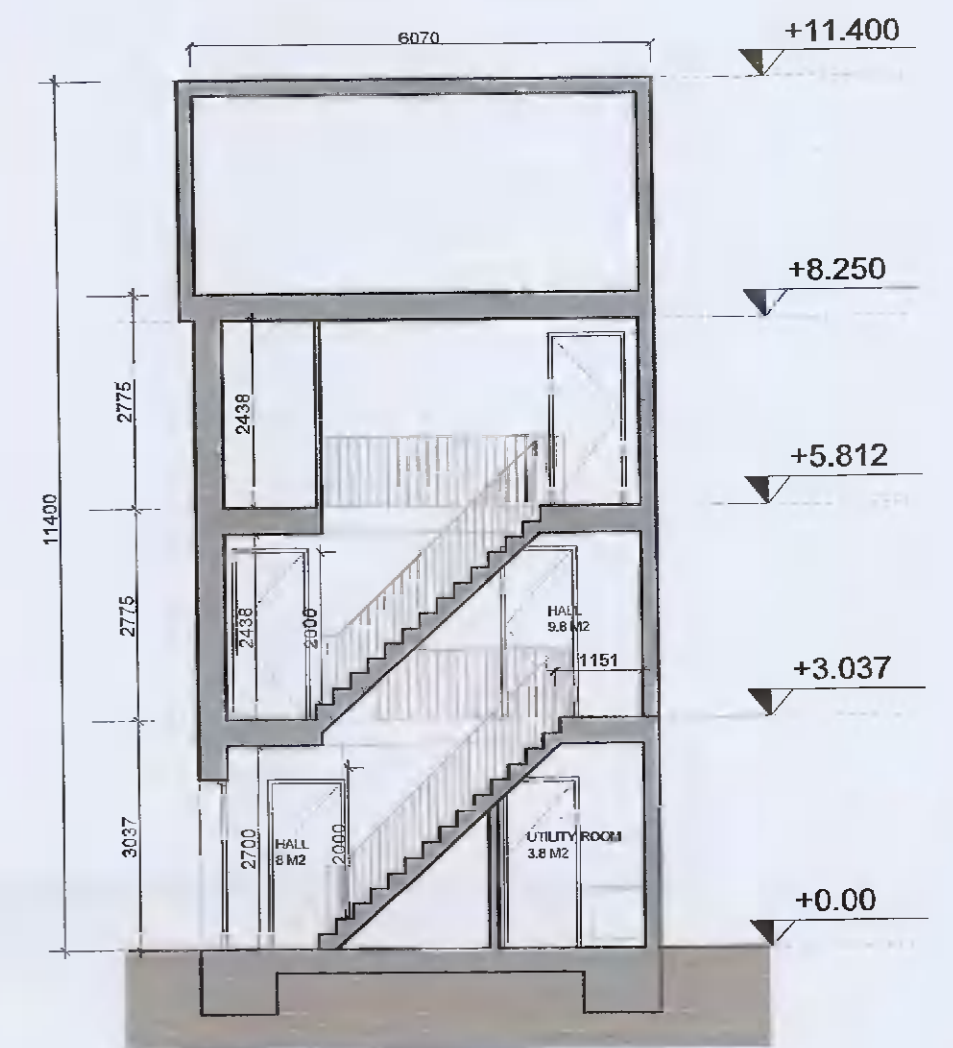 6070
+11.400
+8.250
2775
2438
+5.812
11400
2775
2438
2000
HALL
9.8 M2
1151
+3.037
3037
2700
HALL
8 M2
2000
UTILITY ROOM
3.8 M2
+0.00